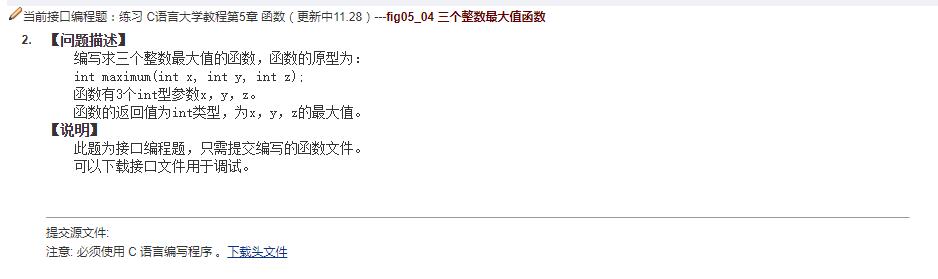 当前接口编程题：练习 C语言大学教程第5章 函数（更新中11.28）---fig05_04 三个整数最大值函数
2. 【问题描述】
编写求三个整数最大值的函数，函数的原型为：
int maximum(int x, int y, int z);
函数有3个int型参数x，y，z。
函数的返回值为int类型，为x，y，z的最大值。
【说明】
此题为接口编程题，只需提交编写的函数文件。
可以下载接口文件用于调试。
提交源文件:
注意: 必须使用 C 语言编写程序 。下载头文件